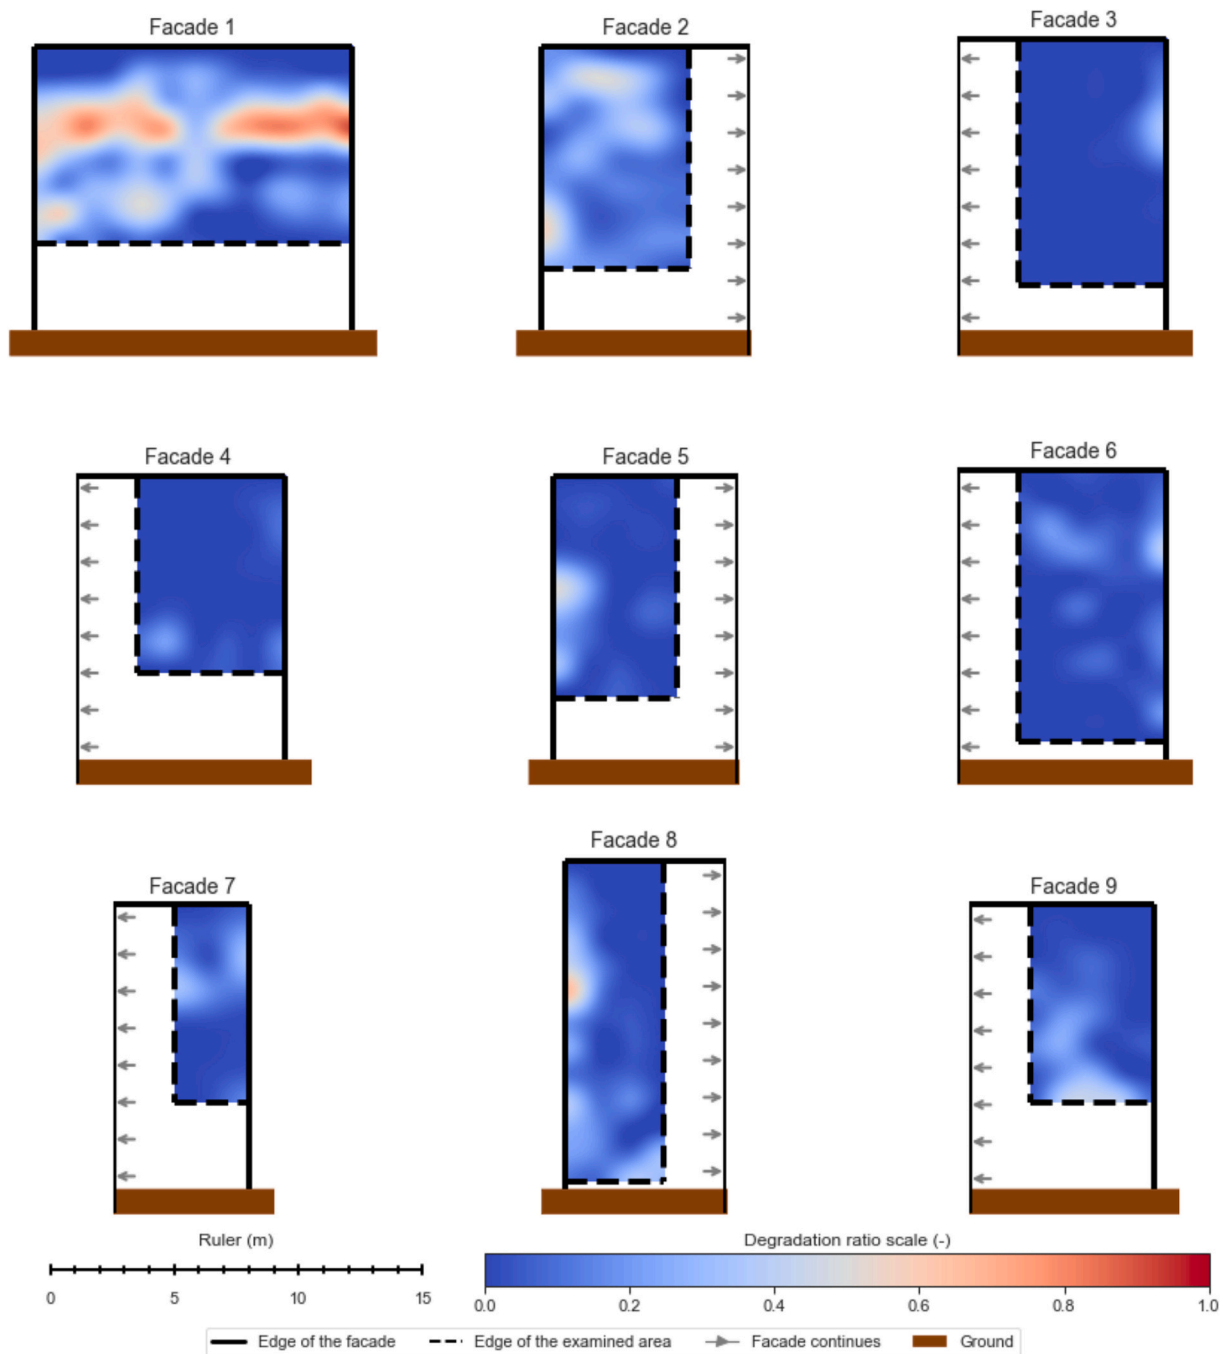 Facade 1
Facade 2
Facade 3
Facade 4
Facade 5
Facade 6
Facade 7
Facade 8
Facade 9
Ruler (m)
0 5 10 15
Degradation ratio scale (-)
0.0 0.2 0.4 0.6 0.8 1.0
Edge of the facade Edge of the examined area Facade continues Ground